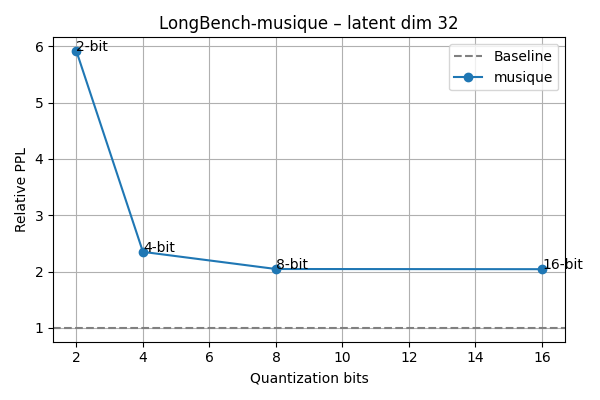 LongBench-musique – latent dim 32
Relative PPL
6
5
4
3
2
1
2-bit
4-bit
8-bit
16-bit
Baseline
musique
2 4 6 8 10 12 14 16
Quantization bits